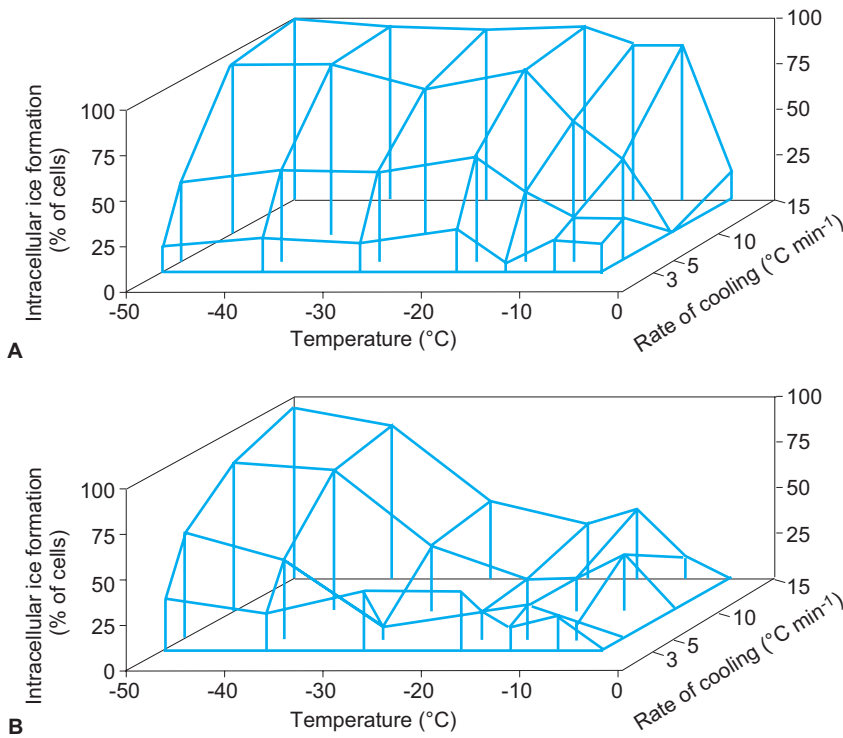 100
75
50
25
15
10
5
3
Rate of cooling (°C min-1)
100
75
50
25
0
Intracellular ice formation
(% of cells)
-50 -40 -30 -20 -10 0
Temperature (°C)
A
100
75
50
25
15
10
5
3
Rate of cooling (°C min-1)
100
75
50
25
0
Intracellular ice formation
(% of cells)
-50 -40 -30 -20 -10 0
Temperature (°C)
B